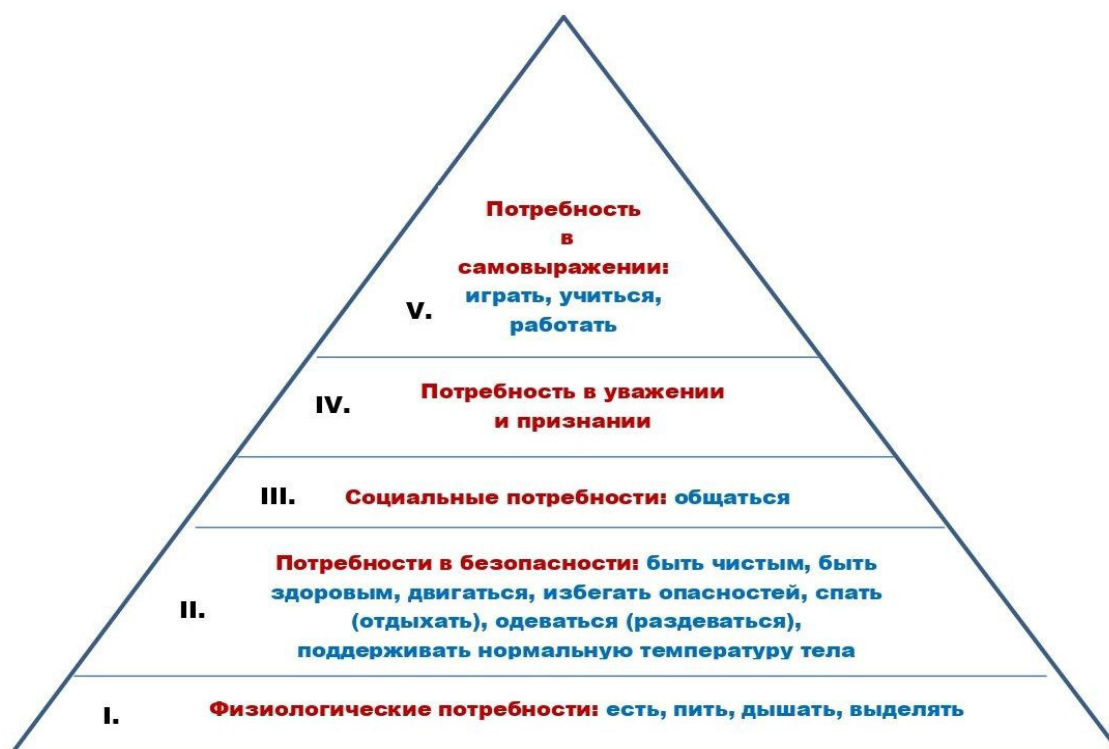 Потребность
в
самовыражении:
V. играть, учиться,
работать
IV. Потребность в уважении
и признании
III. Социальные потребности: общаться
Потребности в безопасности: быть чистым, быть
здоровым, двигаться, избегать опасностей, спать
II. (отдыхать), одеваться (раздеваться),
поддерживать нормальную температуру тела
I. Физиологические потребности: есть, пить, дышать, выделять